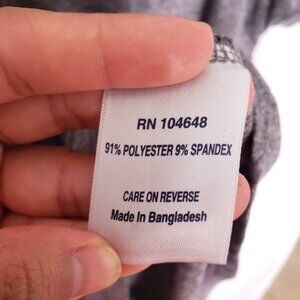 RN 104648
91% POLYESTER 9% SPANDEX
CARE ON REVERSE
Made In Bangladesh